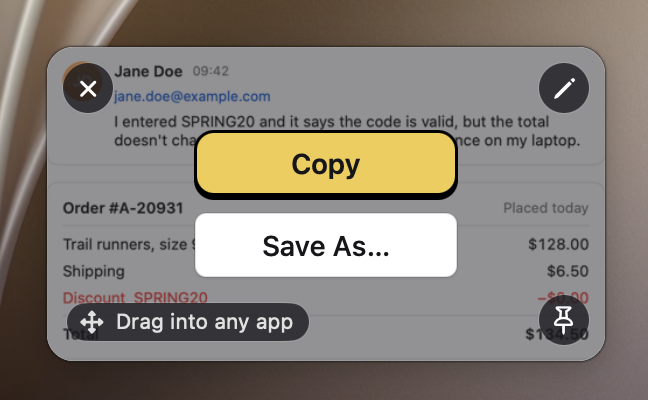 Jane Doe 09:42
jane.doe@example.com
I entered SPRING20 and it says the code is valid, but the total
doesn't on my laptop.
Copy
Order #A-20931 Placed today
Save As...
Trail runners, size $128.00
Shipping $6.50
Discount SPRING20
Drag into any app
Total